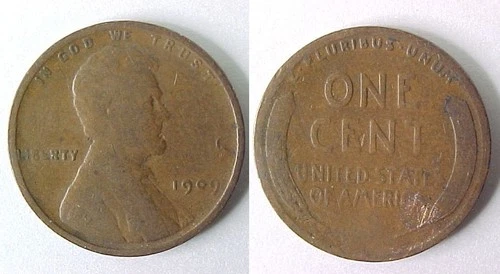 IN GOD WE TRUST
LIBERTY
1909
E PLURIBUS UNUM
ONE
CENT
UNITED STATES
OF AMERICA